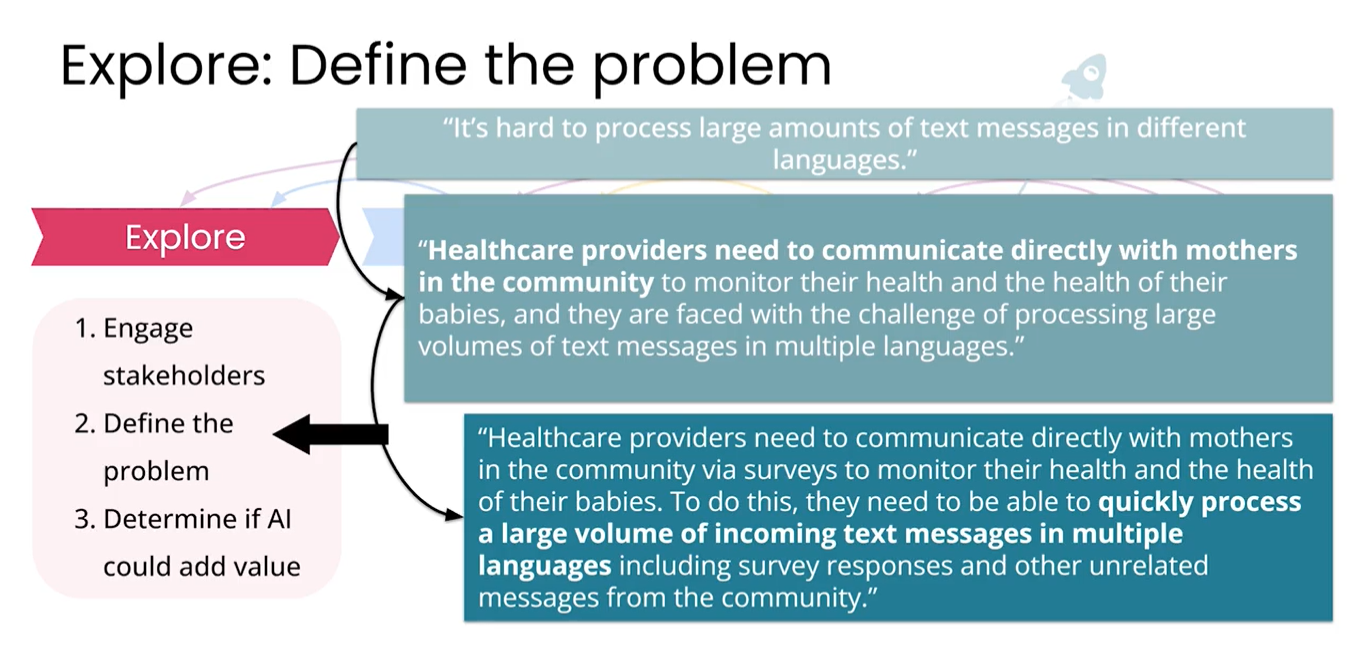 Explore: Define the problem
“It’s hard to process large amounts of text messages in different
languages.”
Explore
“Healthcare providers need to communicate directly with mothers
in the community to monitor their health and the health of their
babies, and they are faced with the challenge of processing large
volumes of text messages in multiple languages.”
1. Engage
stakeholders
2. Define the
problem
3. Determine if AI
could add value
“Healthcare providers need to communicate directly with mothers
in the community via surveys to monitor their health and the health
of their babies. To do this, they need to be able to quickly process
a large volume of incoming text messages in multiple
languages including survey responses and other unrelated
messages from the community.”